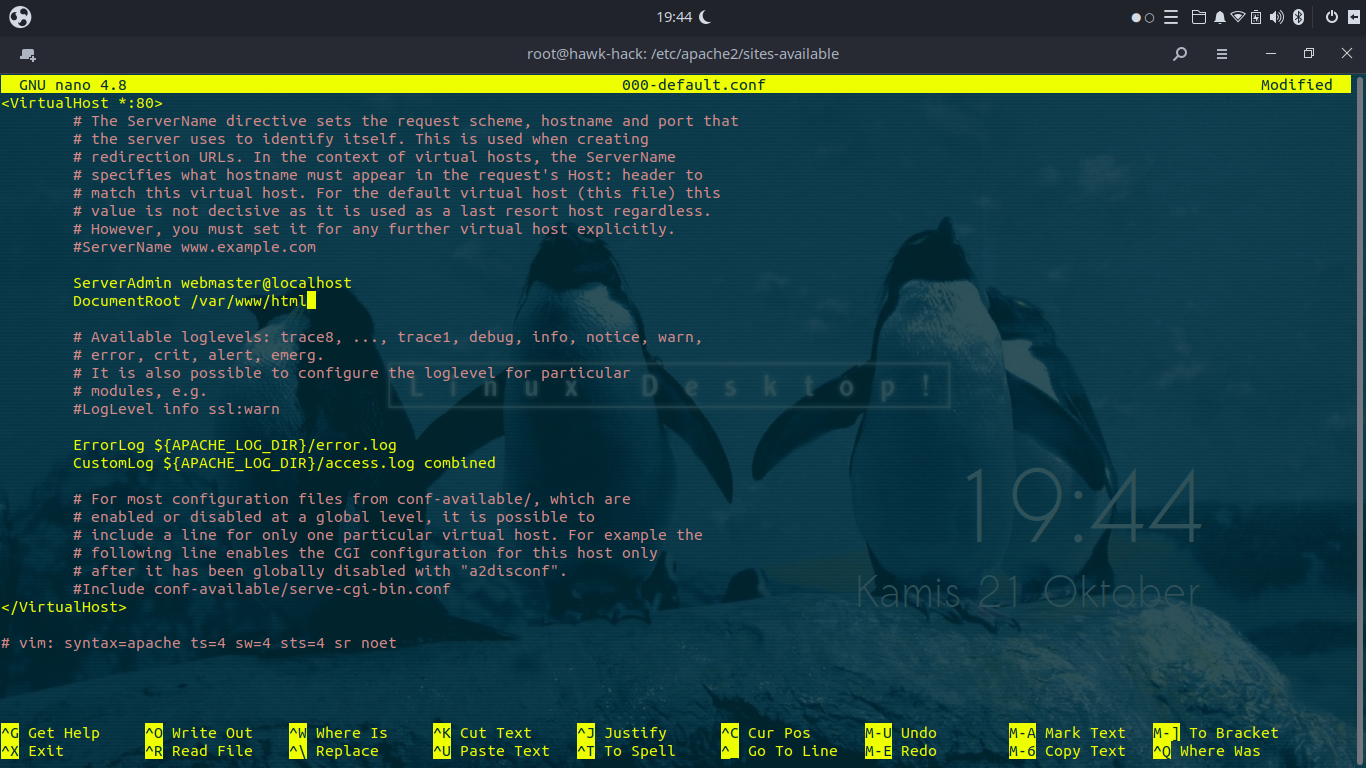 19:44
root@hawk-hack: /etc/apache2/sites-available
GNU nano 4.8 000-default.conf Modified
<VirtualHost *:80>
# The ServerName directive sets the request scheme, hostname and port that
# the server uses to identify itself. This is used when creating
# redirection URLs. In the context of virtual hosts, the ServerName
# specifies what hostname must appear in the request's Host: header to
# match this virtual host. For the default virtual host (this file) this
# value is not decisive as it is used as a last resort host regardless.
# However, you must set it for any further virtual host explicitly.
#ServerName www.example.com
ServerAdmin webmaster@localhost
DocumentRoot /var/www/html
# Available loglevels: trace8, ..., trace1, debug, info, notice, warn,
# error, crit, alert, emerg.
# It is also possible to configure the loglevel for particular
# modules, e.g.
#LogLevel info ssl:warn
Linux Desktop!
ErrorLog ${APACHE_LOG_DIR}/error.log
CustomLog ${APACHE_LOG_DIR}/access.log combined
# For most configuration files from conf-available/, which are
# enabled or disabled at a global level, it is possible to
# include a line for only one particular virtual host. For example the
# following line enables the CGI configuration for this host only
# after it has been globally disabled with "a2disconf".
#Include conf-available/serve-cgi-bin.conf
</VirtualHost>
19:44
Kamis 21 Oktober
# vim: syntax=apache ts=4 sw=4 sts=4 sr noet
^G Get Help ^O Write Out ^W Where Is ^K Cut Text ^J Justify ^C Cur Pos M-U Undo M-A Mark Text M-] To Bracket
^X Exit ^R Read File ^\ Replace ^U Paste Text ^T To Spell ^_ Go To Line M-E Redo M-6 Copy Text ^Q Where Was